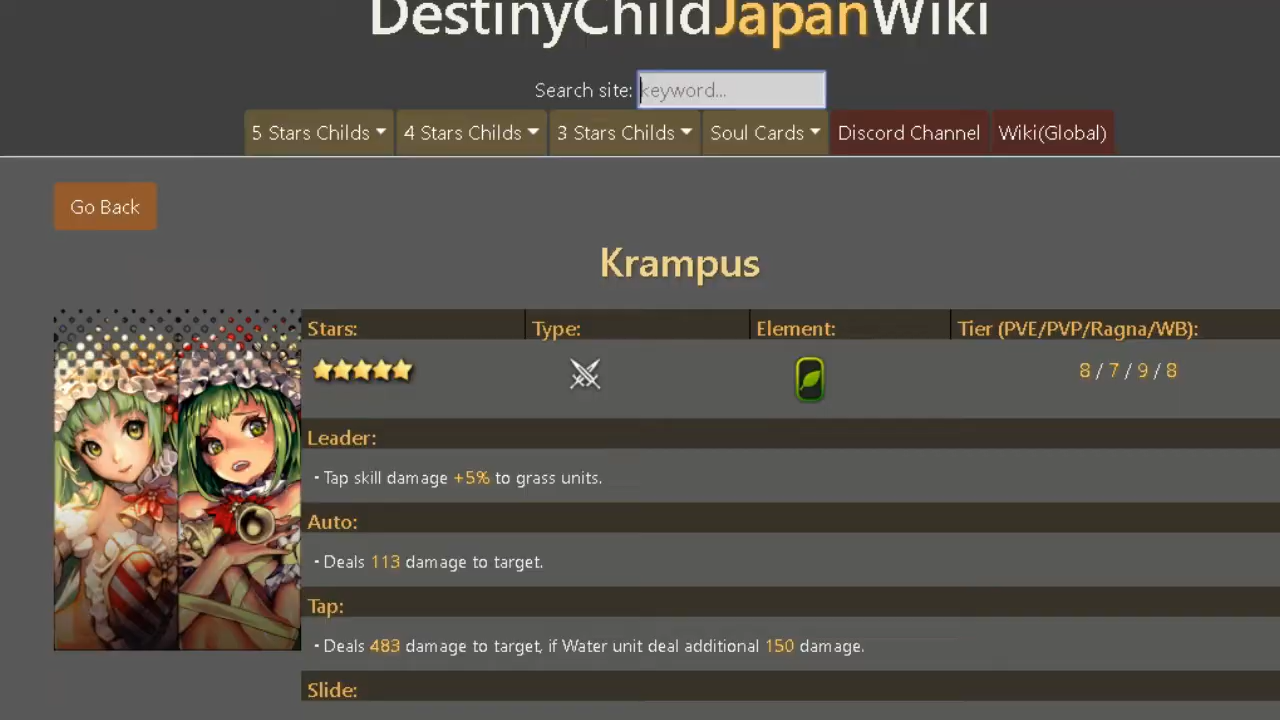 DestinyChildJapanWiki
Search site: keyword...
5 Stars Childs 4 Stars Childs 3 Stars Childs Soul Cards Discord Channel Wiki(Global)
Go Back
Krampus
Stars: Type: Element: Tier (PVE/PVP/Ragna/WB):
8 / 7 / 9 / 8
Leader:
- Tap skill damage +5% to grass units.
Auto:
- Deals 113 damage to target.
Tap:
- Deals 483 damage to target, if Water unit deal additional 150 damage.
Slide: